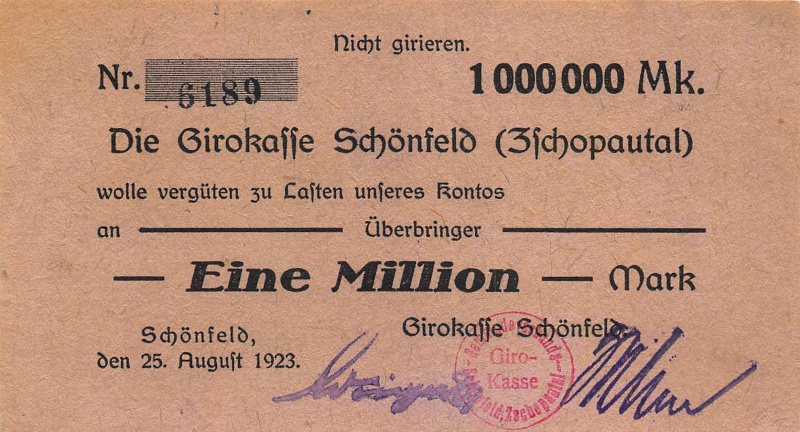 Nicht girieren.
Nr. 6189 1 000 000 Mk.
Die Girokasse Schönfeld (Zschopautal)
wolle vergüten zu Lasten unseres Kontos
an Überbringer
— Eine Million — Mark
Schönfeld,
den 25. August 1923.
Girokasse Schönfeld
Giro-
Kasse
Zschopautal